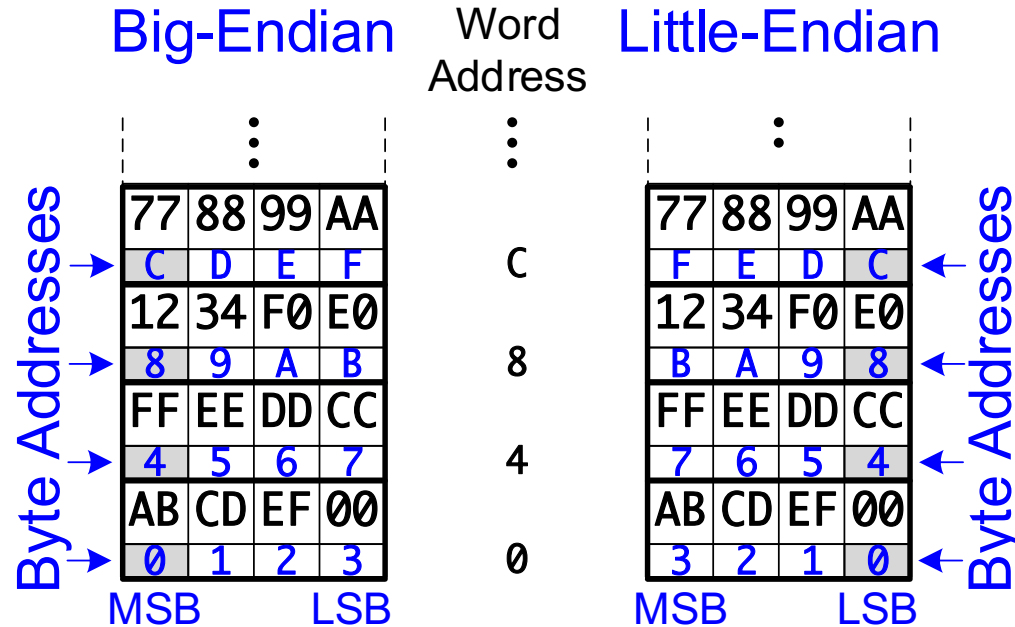 Big-Endian Word Address Little-Endian
Byte Addresses
77 88 99 AA 77 88 99 AA
C D E F C F E D C
12 34 F0 E0 12 34 F0 E0
8 9 A B 8 B A 9 8
FF EE DD CC FF EE DD CC
4 5 6 7 4 7 6 5 4
AB CD EF 00 AB CD EF 00
0 1 2 3 0 3 2 1 0
Byte Addresses
MSB LSB MSB LSB